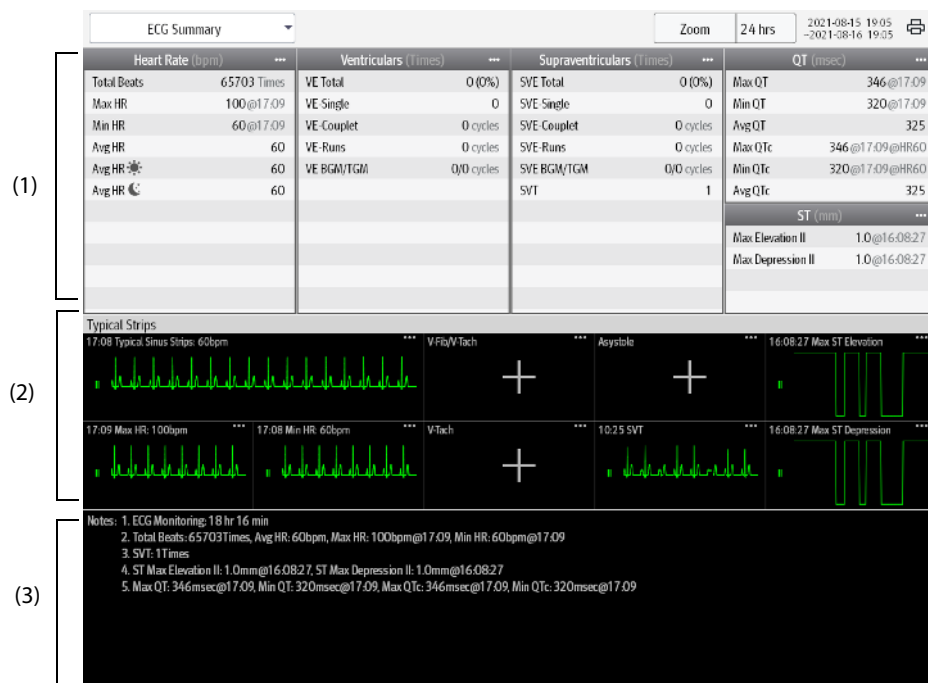 ECG Summary
Zoom
24 hrs
2021-08-15 19:05
~2021-08-16 19:05
(1)
Heart Rate (bpm) •••
Total Beats 65703 Times
Max HR 100@17:09
Min HR 60@17:09
Avg HR 60
Avg HR 60
Avg HR 60
Ventriculars (Times) •••
VE Total 0 (0%)
VE-Single 0
VE-Couplet 0 cycles
VE-Runs 0 cycles
VE BGM/TGM 0/0 cycles
Supraventriculars (Times) •••
SVE Total 0 (0%)
SVE-Single 0
SVE-Couplet 0 cycles
SVE-Runs 0 cycles
SVE BGM/TGM 0/0 cycles
SVT 1
QT (msec) •••
Max QT 346@17:09
Min QT 320@17:09
Avg QT 325
Max QTc 346@17:09@HR60
Min QTc 320@17:09@HR60
Avg QTc 325
ST (mm) •••
Max Elevation II 1.0@16:08:27
Max Depression II 1.0@16:08:27
(2)
Typical Strips
17:08 Typical Sinus Strips: 60bpm •••
V-Fib/V-Tach •••
Asystole •••
16:08:27 Max ST Elevation •••
II
II
17:09 Max HR: 100bpm •••
17:08 Min HR: 60bpm •••
V-Tach •••
10:25 SVT •••
16:08:27 Max ST Depression •••
II
II
II
II
(3)
Notes: 1. ECG Monitoring: 18 hr 16 min
2. Total Beats: 65703Times, Avg HR: 60bpm, Max HR: 100bpm@17:09, Min HR: 60bpm@17:09
3. SVT: 1Times
4. ST Max Elevation II: 1.0mm@16:08:27, ST Max Depression II: 1.0mm@16:08:27
5. Max QT: 346msec@17:09, Min QT: 320msec@17:09, Max QTc: 346msec@17:09, Min QTc: 320msec@17:09